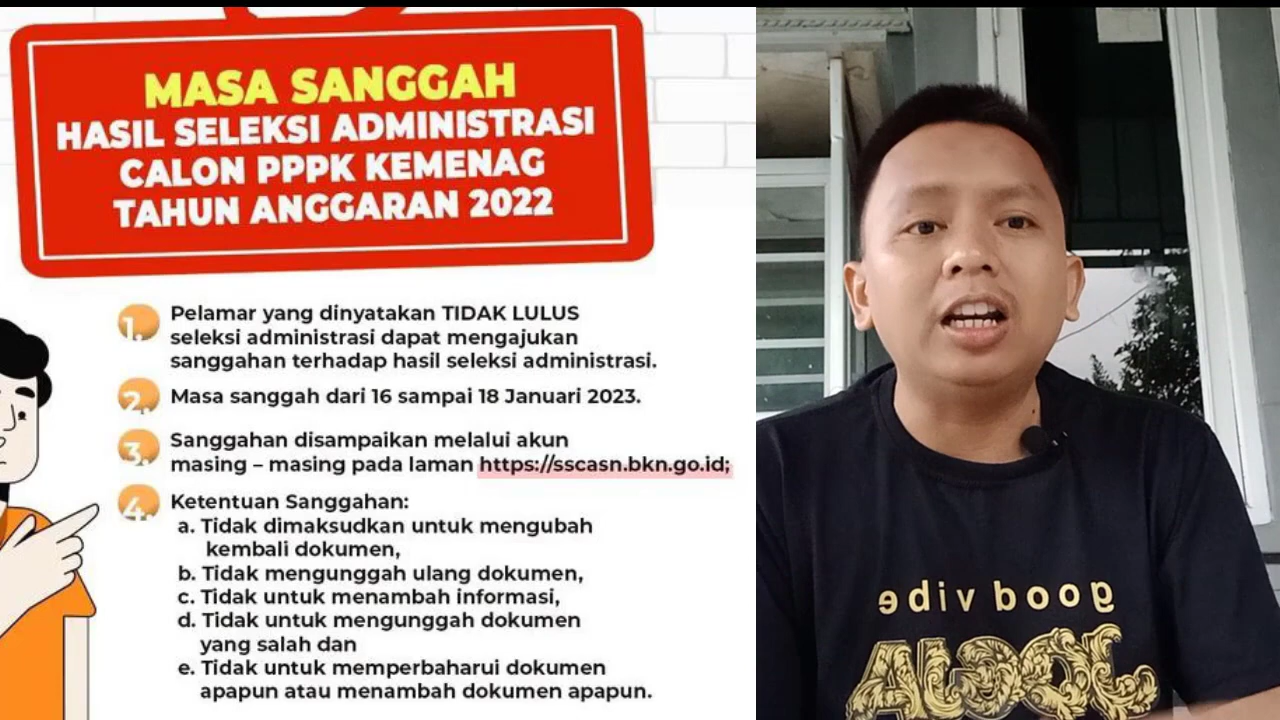 MASA SANGGAH
HASIL SELEKSI ADMINISTRASI
CALON PPPK KEMENAG
TAHUN ANGGARAN 2022
1. Pelamar yang dinyatakan TIDAK LULUS
seleksi administrasi dapat mengajukan
sanggahan terhadap hasil seleksi administrasi.
2. Masa sanggah dari 16 sampai 18 Januari 2023.
3. Sanggahan disampaikan melalui akun
masing – masing pada laman https://sscasn.bkn.go.id;
4. Ketentuan Sanggahan:
a. Tidak dimaksudkan untuk mengubah
kembali dokumen,
b. Tidak mengunggah ulang dokumen,
c. Tidak untuk menambah informasi,
d. Tidak untuk mengunggah dokumen
yang salah dan
e. Tidak untuk memperbaharui dokumen
apapun atau menambah dokumen apapun.
good vibe